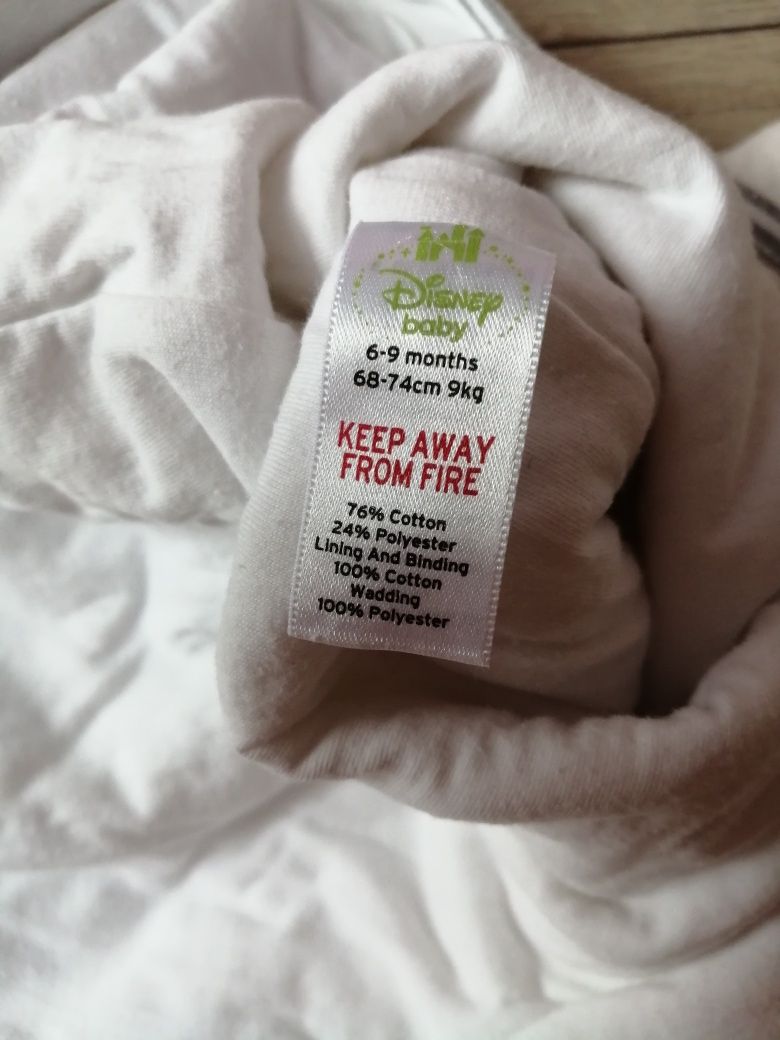 Disney
baby
6-9 months
68-74cm 9kg
KEEP AWAY
FROM FIRE
76% Cotton
24% Polyester
Lining And Binding
100% Cotton
Wadding
100% Polyester